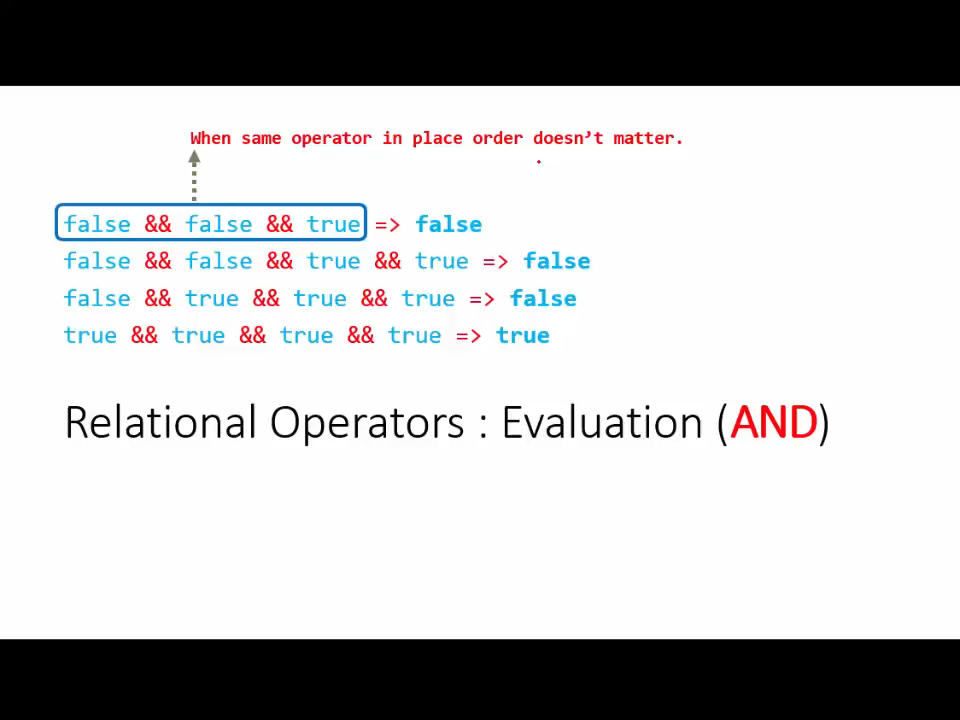 When same operator in place order doesn’t matter.
false && false && true => false
false && false && true && true => false
false && true && true && true => false
true && true && true && true => true
Relational Operators : Evaluation (AND)